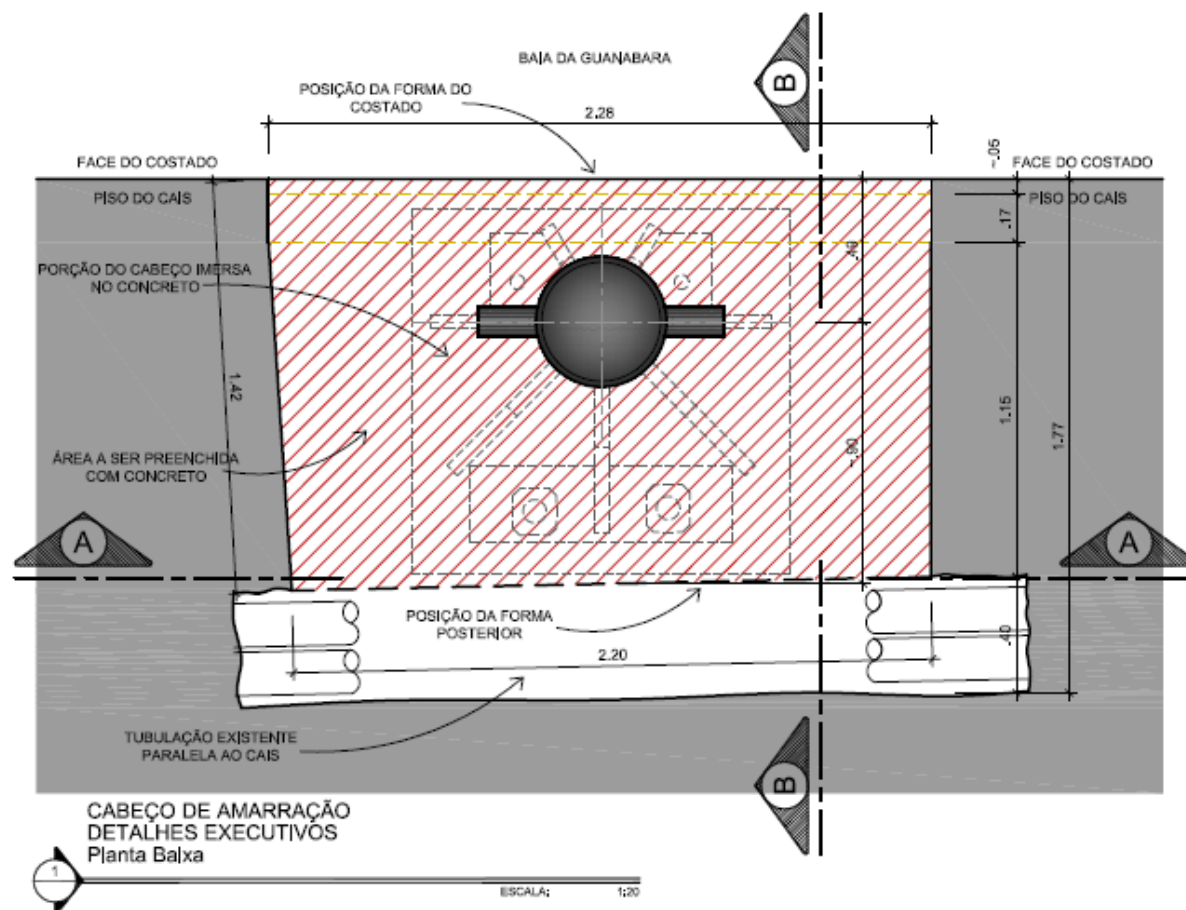 BAIA DA GUANABARA
POSIÇÃO DA FORMA DO
COSTADO
2.28
B
~.05
FACE DO COSTADO
FACE DO COSTADO
PISO DO CAIS
PISO DO CAIS
.17
PORÇÃO DO CABEÇO IMERSA
NO CONCRETO
1.42
1.15
1.77
~.90
ÁREA A SER PREENCHIDA
COM CONCRETO
A
A
POSIÇÃO DA FORMA
POSTERIOR
.40
2.20
TUBULAÇÃO EXISTENTE
PARALELA AO CAIS
B
CABEÇO DE AMARRAÇÃO
DETALHES EXECUTIVOS
Planta Baixa
1
ESCALA: 1:20